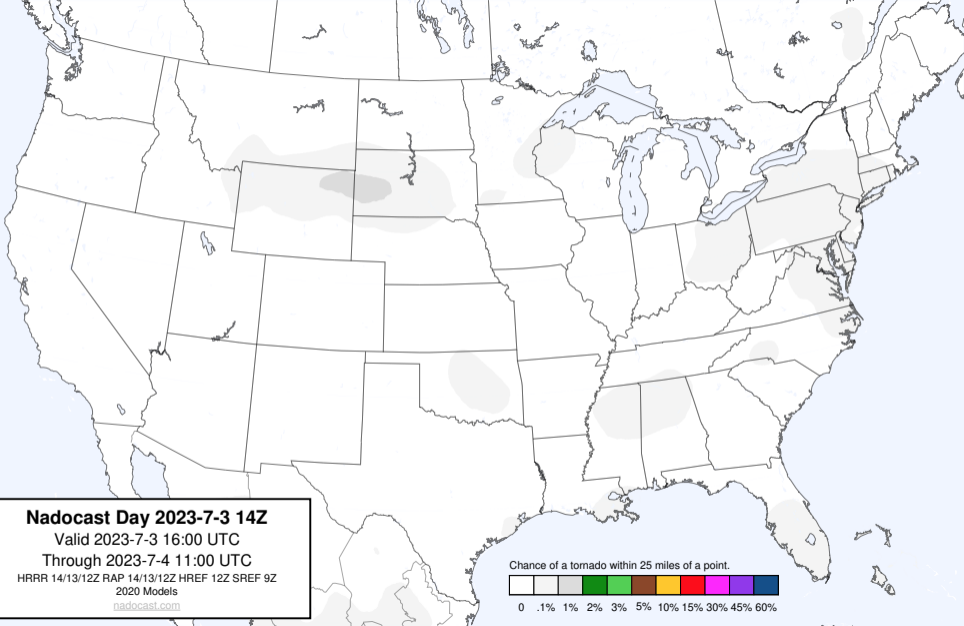 Nadocast Day 2023-7-3 14Z
Valid 2023-7-3 16:00 UTC
Through 2023-7-4 11:00 UTC
HRRR 14/13/12Z RAP 14/13/12Z HREF 12Z SREF 9Z
2020 Models
nadocast.com
Chance of a tornado within 25 miles of a point.
0 .1% 1% 2% 3% 5% 10% 15% 30% 45% 60%